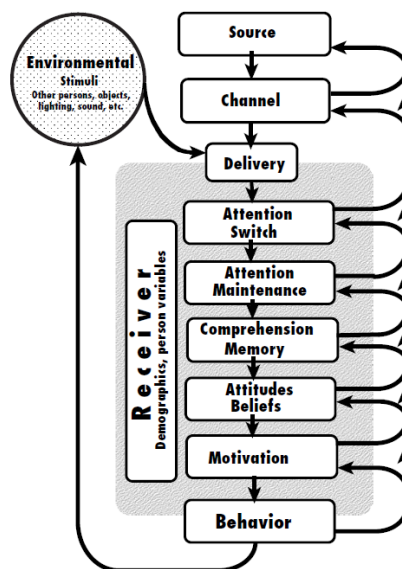 Source
Environmental
Stimuli
Other persons, objects,
lighting, sound, etc.
Channel
Delivery
Receiver
Demographics, person variables
Attention
Switch
Attention
Maintenance
Comprehension
Memory
Attitudes
Beliefs
Motivation
Behavior